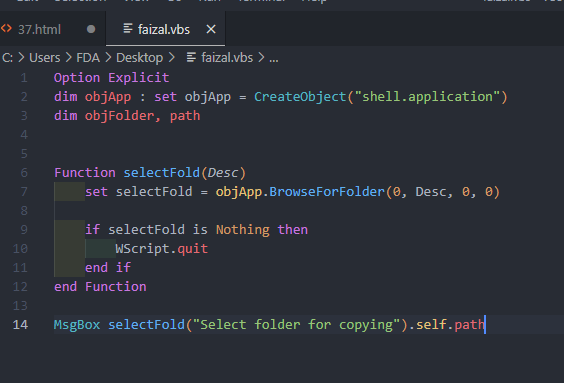 37.html
faizal.vbs
C: > Users > FDA > Desktop > faizal.vbs > ...
1 Option Explicit
2 dim objApp : set objApp = CreateObject("shell.application")
3 dim objFolder, path
4
5
6 Function selectFold(Desc)
7 set selectFold = objApp.BrowseForFolder(0, Desc, 0, 0)
8
9 if selectFold is Nothing then
10 WScript.quit
11 end if
12 end Function
13
14 MsgBox selectFold("Select folder for copying").self.path